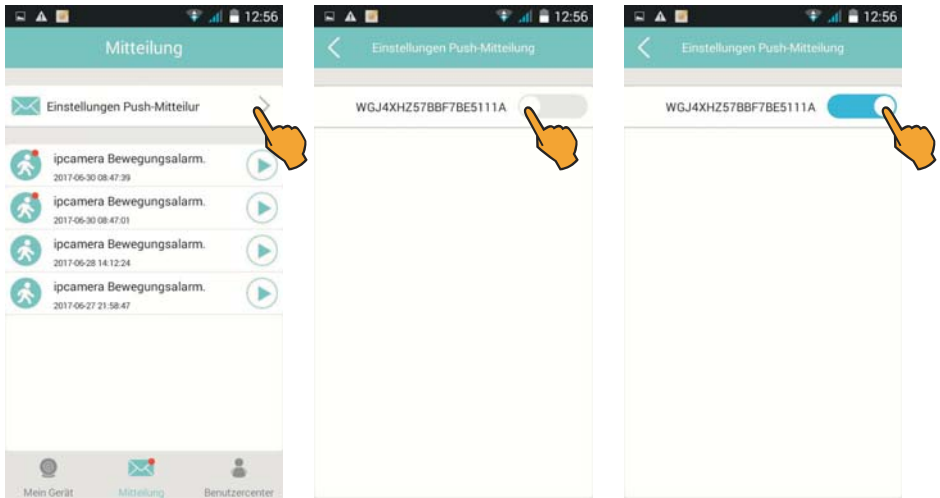 12:56
Mitteilung
Einstellungen Push-Mitteilur
ipcamera Bewegungsalarm.
2017-06-30 08:47:39
ipcamera Bewegungsalarm.
2017-06-30 08:47:01
ipcamera Bewegungsalarm.
2017-06-28 14:12:24
ipcamera Bewegungsalarm.
2017-06-27 21:58:47
Mein Gerät Mitteilung Benutzercenter
12:56
Einstellungen Push-Mitteilung
WGJ4XHZ57BBF7BE5111A
12:56
Einstellungen Push-Mitteilung
WGJ4XHZ57BBF7BE5111A